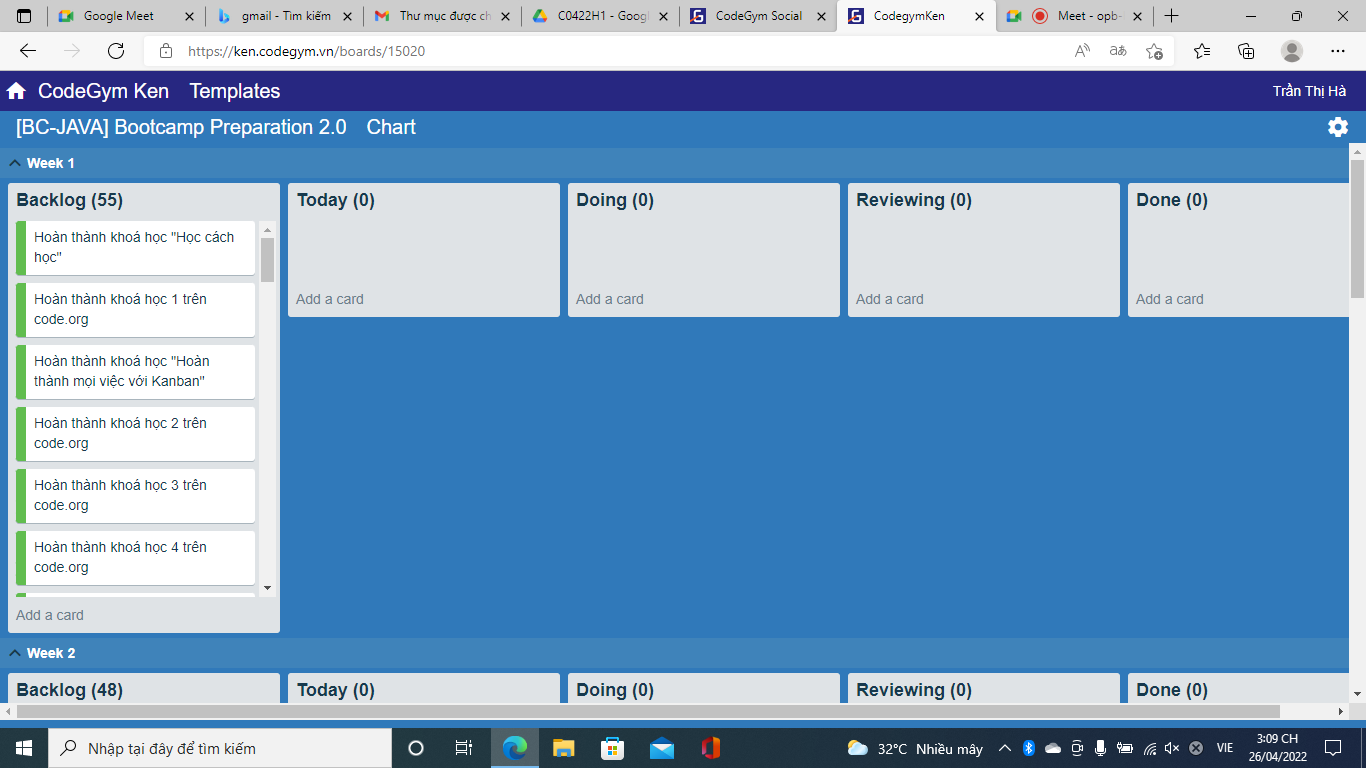 Google Meet
gmail - Tìm kiếm
Thư mục được ch
C0422H1 - Googl
CodeGym Social
CodegymKen
Meet - opb-
https://ken.codegym.vn/boards/15020
CodeGym Ken Templates Trần Thị Hà
[BC-JAVA] Bootcamp Preparation 2.0 Chart
Week 1
Backlog (55)
Hoàn thành khoá học "Học cách
học"
Hoàn thành khoá học 1 trên
code.org
Hoàn thành khoá học "Hoàn
thành mọi việc với Kanban"
Hoàn thành khoá học 2 trên
code.org
Hoàn thành khoá học 3 trên
code.org
Hoàn thành khoá học 4 trên
code.org
Add a card
Today (0)
Add a card
Doing (0)
Add a card
Reviewing (0)
Add a card
Done (0)
Add a card
Week 2
Backlog (48)
Today (0)
Doing (0)
Reviewing (0)
Done (0)
Nhập tại đây để tìm kiếm
32°C Nhiều mây
VIE
3:09 CH
26/04/2022